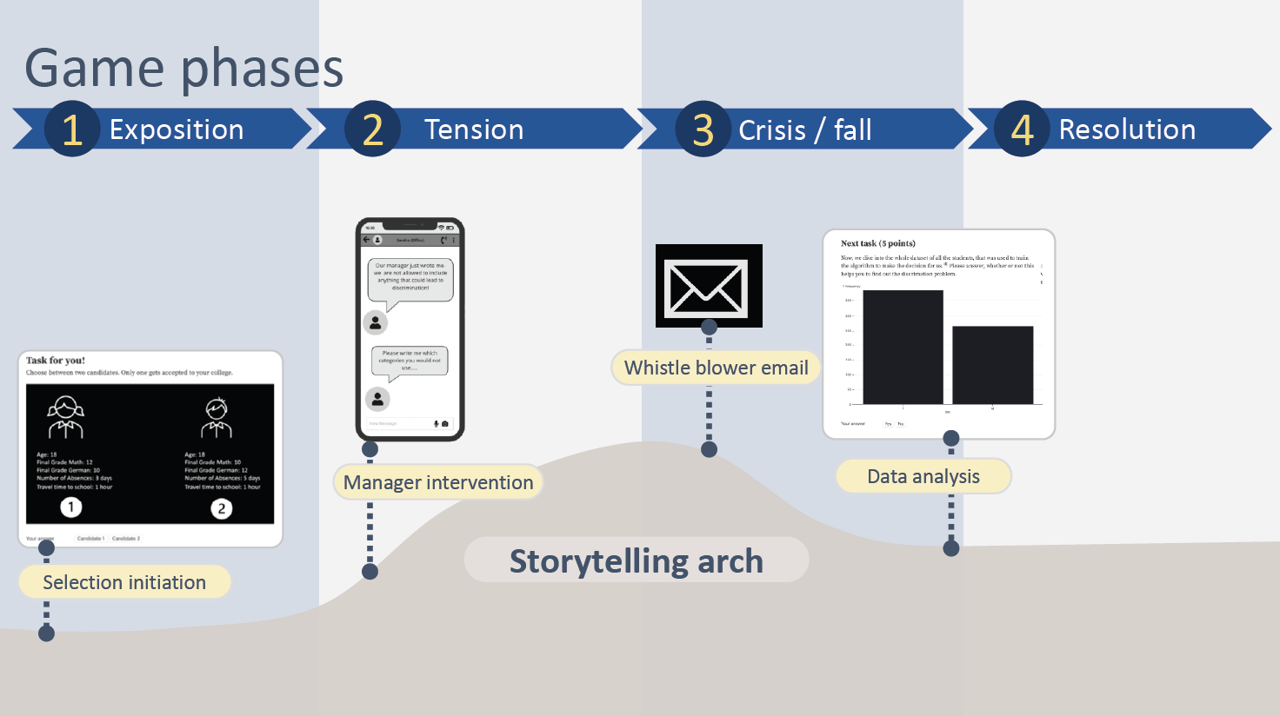 Game phases
1 Exposition
2 Tension
3 Crisis / fall
4 Resolution
Task for you!
Choose between two candidates. Only one gets accepted to your college.
Age: 18
Final Grade Math: 12
Final Grade German: 10
Number of Absences: 3 days
Travel time to school: 1 hour
1
Age: 18
Final Grade Math: 10
Final Grade German: 12
Number of Absences: 5 days
Travel time to school: 1 hour
2
Your answer
Candidate 1 Candidate 2
Selection initiation
Our manager just wrote me
we are not allowed to include
anything that could lead to
discrimination!
Please write me which
categories you would not
use....
New Message
Manager intervention
Whistle blower email
Next task (5 points)
Now, we dive into the whole dataset of all the students, that was used to train
the algorithm to make the decision for us. Please answer, whether or not this
helps you to find out the discrimination problem.
Your answer Yes No
Data analysis
Storytelling arch